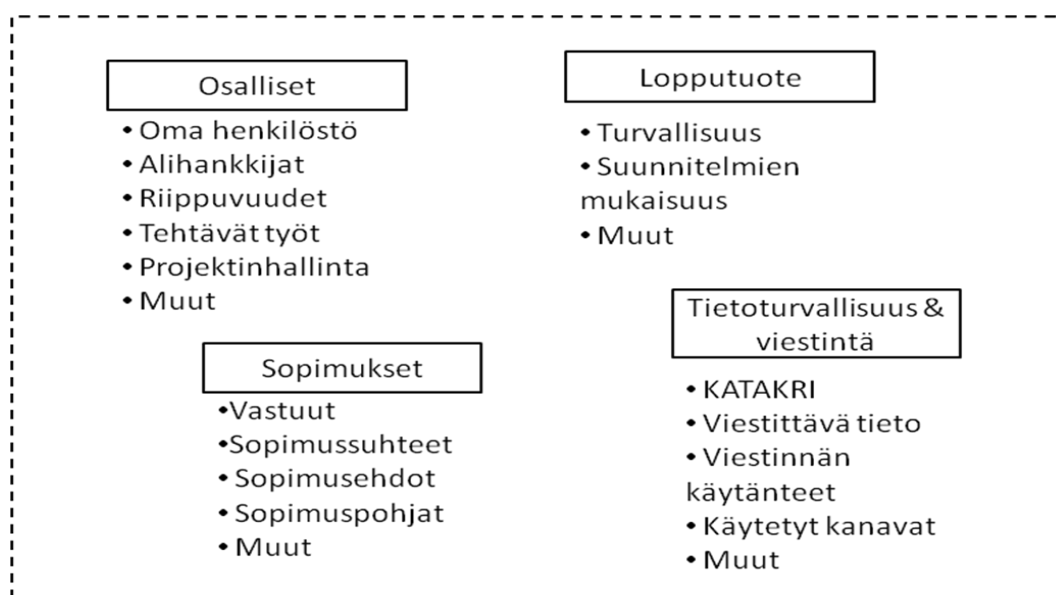 Osalliset
• Oma henkilöstö
• Alihankkijat
• Riippuvuudet
• Tehtävät työt
• Projektinhallinta
• Muut
Lopputuote
• Turvallisuus
• Suunnitelmien
mukaisuus
• Muut
Sopimukset
•Vastuut
•Sopimussuhteet
• Sopimusehdot
• Sopimuspohjat
• Muut
Tietoturvallisuus &
viestintä
• KATAKRI
• Viestittävä tieto
• Viestinnän
käytänteet
• Käytetyt kanavat
• Muut